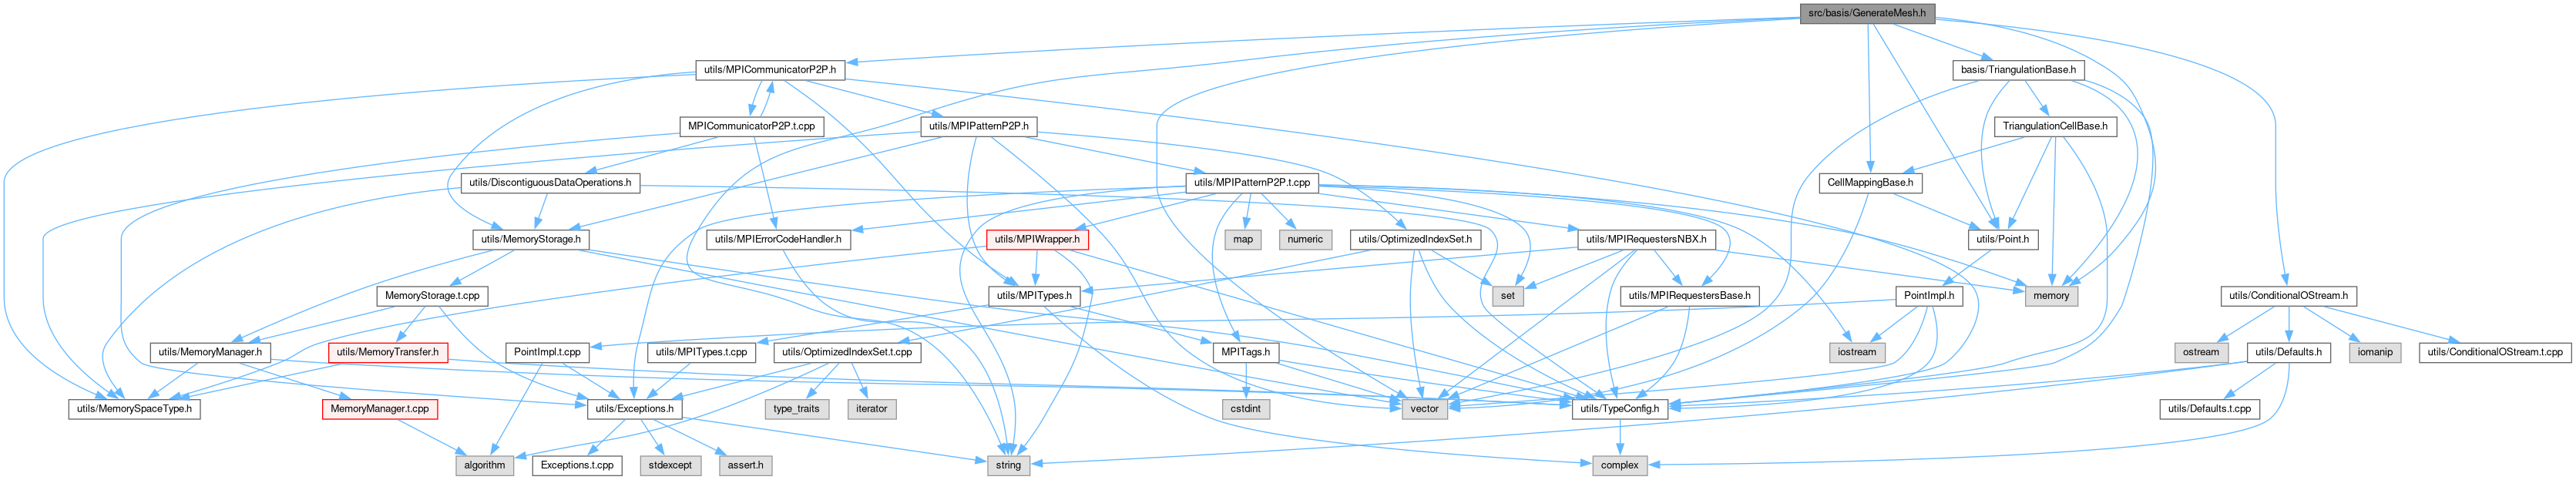 src/basis/GenerateMesh.h
utils/MPICommunicatorP2P.h
basis/TriangulationBase.h
MPICommunicatorP2P.t.cpp
utils/MPIPatternP2P.h
TriangulationCellBase.h
utils/DiscontiguousDataOperations.h
utils/MPIPatternP2P.t.cpp
CellMappingBase.h
utils/MemoryStorage.h
utils/MPIErrorCodeHandler.h
utils/MPIWrapper.h
map
numeric
utils/OptimizedIndexSet.h
utils/MPIRequestersNBX.h
utils/Point.h
MemoryStorage.t.cpp
utils/MPITypes.h
set
utils/MPIRequestersBase.h
PointImpl.h
memory
utils/ConditionalOStream.h
utils/MemoryManager.h
utils/MemoryTransfer.h
PointImpl.t.cpp
utils/MPITypes.t.cpp
utils/OptimizedIndexSet.t.cpp
MPITags.h
iostream
ostream
utils/Defaults.h
iomanip
utils/ConditionalOStream.t.cpp
utils/MemorySpaceType.h
MemoryManager.t.cpp
utils/Exceptions.h
type_traits
iterator
cstdint
vector
utils/TypeConfig.h
utils/Defaults.t.cpp
algorithm
Exceptions.t.cpp
stdexcept
assert.h
string
complex